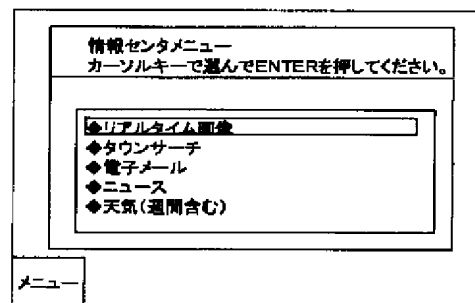 情報センタメニュー
カーソルキーで選んでENTERを押してください。
◆リアルタイム画像
◆タウンサーチ
◆電子メール
◆ニュース
◆天気(週間含む)
メニュー